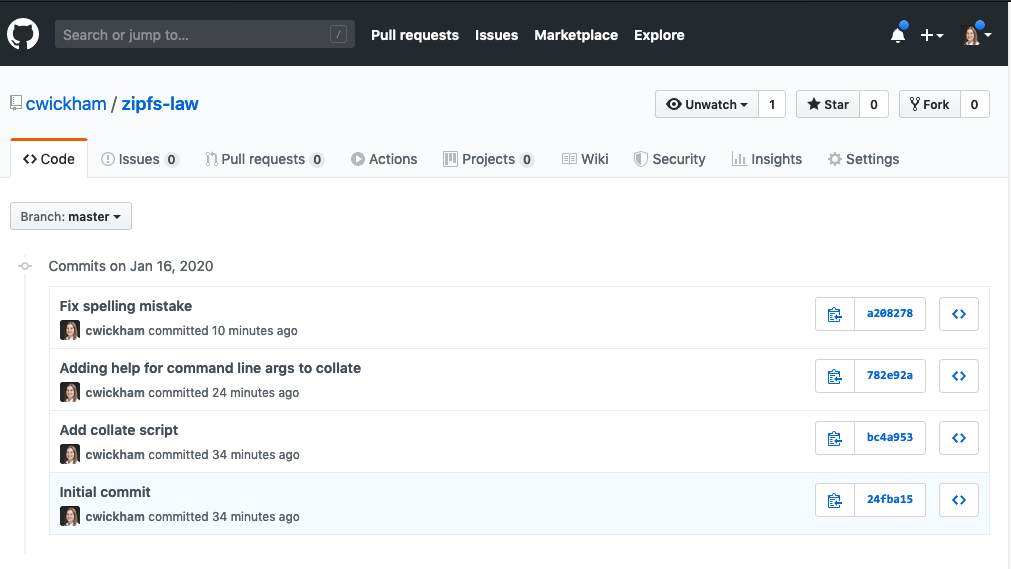 Search or jump to... /
Pull requests Issues Marketplace Explore
cwickham / zipfs-law
Unwatch 1 Star 0 Fork 0
Code Issues 0 Pull requests 0 Actions Projects 0 Wiki Security Insights Settings
Branch: master
Commits on Jan 16, 2020
Fix spelling mistake
cwickham committed 10 minutes ago
a208278
Adding help for command line args to collate
cwickham committed 24 minutes ago
782e92a
Add collate script
cwickham committed 34 minutes ago
bc4a953
Initial commit
cwickham committed 34 minutes ago
24fba15